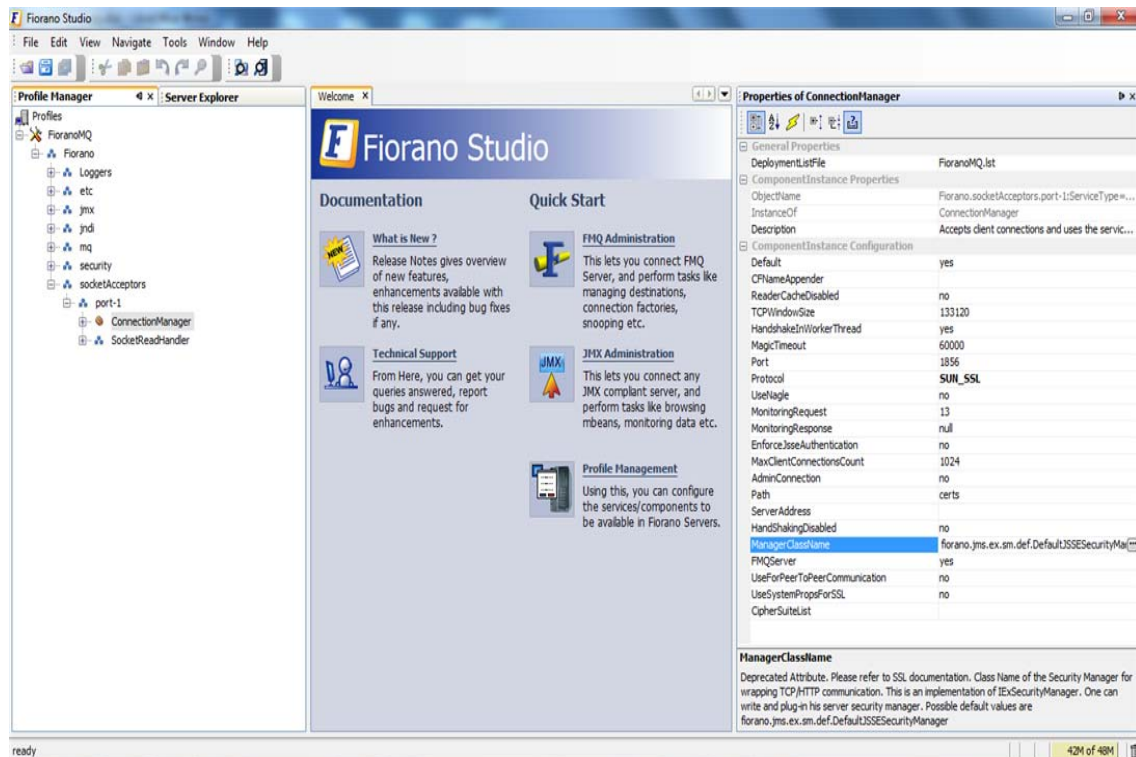 Fiorano Studio
File Edit View Navigate Tools Window Help
Profile Manager
Server Explorer
Profiles
FioranoMQ
Fiorano
Loggers
etc
jmx
jndi
mq
security
socketAcceptors
port-1
ConnectionManager
SocketReadHandler
Welcome
Fiorano Studio
Documentation
What is New ?
Release Notes gives overview
of new features,
enhancements available with
this release including bug fixes
if any.
Technical Support
From Here, you can get your
queries answered, report
bugs and request for
enhancements.
Quick Start
FMQ Administration
This lets you connect FMQ
Server, and perform tasks like
managing destinations,
connection factories,
snooping etc.
JMX
JMX Administration
This lets you connect any
JMX compliant server, and
perform tasks like browsing
mbeans, monitoring data etc.
Profile Management
Using this, you can configure
the services/components to
be available in Fiorano Servers.
Properties of ConnectionManager
General Properties
DeploymentListFile FioranoMQ.lst
ComponentInstance Properties
ObjectName Fiorano.socketAcceptors.port-1:ServiceType=...
InstanceOf ConnectionManager
Description Accepts client connections and uses the servic...
ComponentInstance Configuration
Default yes
CFNameAppender
ReaderCacheDisabled no
TCPWindowSize 133120
HandshakeInWorkerThread yes
MagicTimeout 60000
Port 1856
Protocol SUN_SSL
UseNagle no
MonitoringRequest 13
MonitoringResponse null
EnforceJsseAuthentication no
MaxClientConnectionsCount 1024
AdminConnection no
Path certs
ServerAddress
HandShakingDisabled no
ManagerClassName fiorano.jms.ex.sm.def.DefaultJSSESecurityMa
FMQServer yes
UseForPeerToPeerCommunication no
UseSystemPropsForSSL no
CipherSuiteList
ManagerClassName
Deprecated Attribute. Please refer to SSL documentation. Class Name of the Security Manager for
wrapping TCP/HTTP communication. This is an implementation of IExSecurityManager. One can
write and plug-in his server security manager. Possible default values are
fiorano.jms.ex.sm.def.DefaultJSSESecurityManager
ready
42M of 48M